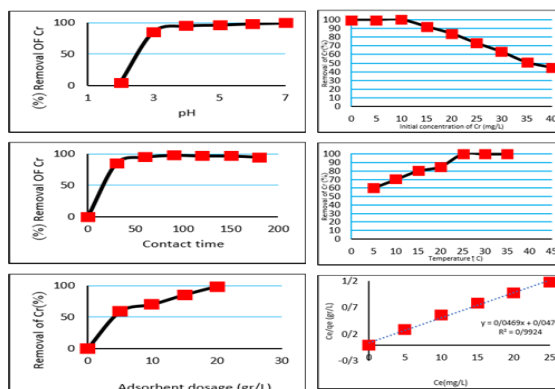 (%) Removal OF Cr
100
50
0
1 3 5 7
pH
Removal of Cr(%)
100
90
80
70
60
50
40
30
20
10
0
0 5 10 15 20 25 30 35 40
Initial concentration of Cr (mg/L)
(%) Removal OF Cr
100
50
0
0 50 100 150 200
Contact time
Removal of Cr(%)
100
90
80
70
60
50
40
30
20
10
0
0 5 10 15 20 25 30 35 40 45
Temperature ( C)
Removal of Cr(%)
100
50
0
0 10 20 30
Adsorbent dosage (gr/L)
Ce/qe (gr/L)
1/2
0/7
0/2
-0/3
y = 0/0469x + 0/047
R² = 0/9924
0 5 10 15 20 25
Ce(mg/L)